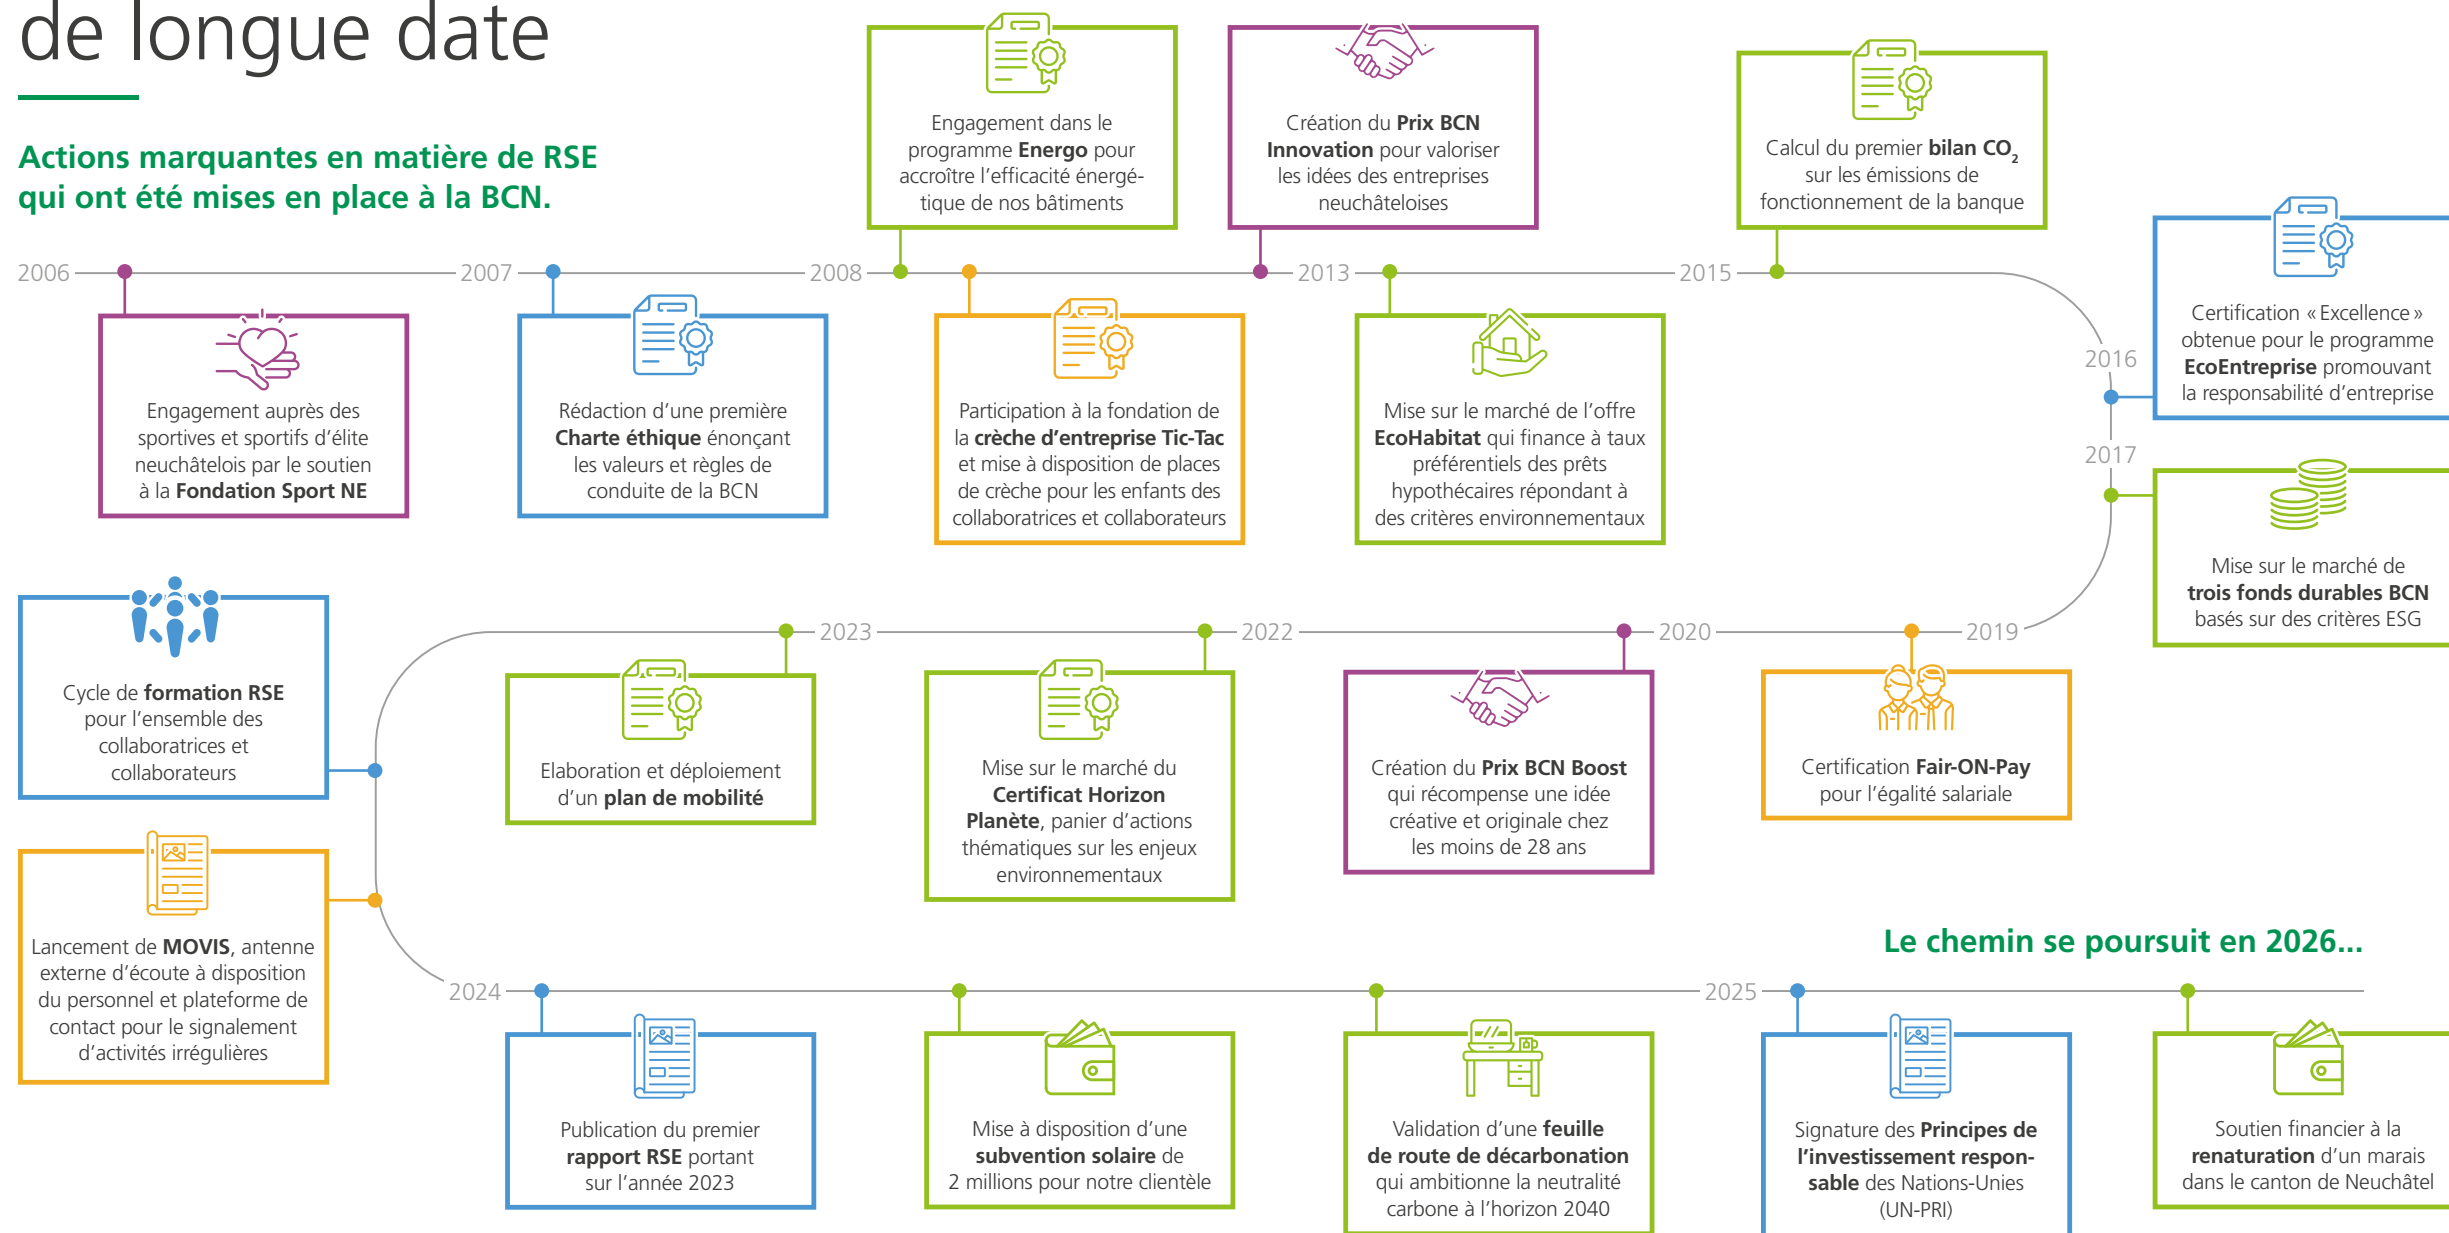 de longue date
Actions marquantes en matière de RSE
qui ont été mises en place à la BCN.
2006
Engagement auprès des
sportives et sportifs d'élite
neuchâtelois par le soutien
à la Fondation Sport NE
2007
Rédaction d'une première
Charte éthique énonçant
les valeurs et règles de
conduite de la BCN
2008
Engagement dans le
programme Energo pour
accroître l'efficacité énergé-
tique de nos bâtiments
Participation à la fondation de
la crèche d'entreprise Tic-Tac
et mise à disposition de places
de crèche pour les enfants des
collaboratrices et collaborateurs
Création du Prix BCN
Innovation pour valoriser
les idées des entreprises
neuchâteloises
2013
Mise sur le marché de l'offre
EcoHabitat qui finance à taux
préférentiels des prêts
hypothécaires répondant à
des critères environnementaux
2015
Calcul du premier bilan CO₂
sur les émissions de
fonctionnement de la banque
2016
Certification « Excellence »
obtenue pour le programme
EcoEntreprise promouvant
la responsabilité d'entreprise
2017
Mise sur le marché de
trois fonds durables BCN
basés sur des critères ESG
2019
Certification Fair-ON-Pay
pour l'égalité salariale
2020
Création du Prix BCN Boost
qui récompense une idée
créative et originale chez
les moins de 28 ans
2022
Mise sur le marché du
Certificat Horizon
Planète, panier d'actions
thématiques sur les enjeux
environnementaux
2023
Elaboration et déploiement
d'un plan de mobilité
Cycle de formation RSE
pour l'ensemble des
collaboratrices et
collaborateurs
Lancement de MOVIS, antenne
externe d'écoute à disposition
du personnel et plateforme de
contact pour le signalement
d'activités irrégulières
2024
Publication du premier
rapport RSE portant
sur l'année 2023
Mise à disposition d'une
subvention solaire de
2 millions pour notre clientèle
Validation d'une feuille
de route de décarbonation
qui ambitionne la neutralité
carbone à l'horizon 2040
2025
Signature des Principes de
l'investissement respon-
sable des Nations-Unies
(UN-PRI)
Soutien financier à la
renaturation d'un marais
dans le canton de Neuchâtel
Le chemin se poursuit en 2026...